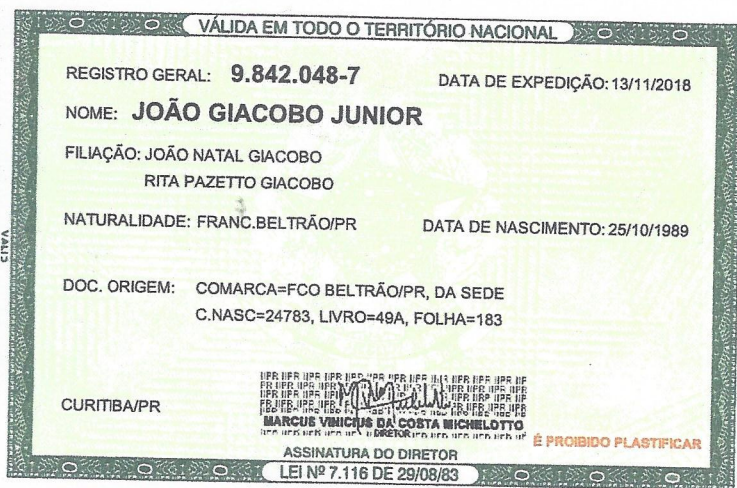 VÁLIDA EM TODO O TERRITÓRIO NACIONAL
REGISTRO GERAL: 9.842.048-7 DATA DE EXPEDIÇÃO: 13/11/2018
NOME: JOÃO GIACOBO JUNIOR
FILIAÇÃO: JOÃO NATAL GIACOBO
RITA PAZETTO GIACOBO
NATURALIDADE: FRANC.BELTRÃO/PR DATA DE NASCIMENTO: 25/10/1989
DOC. ORIGEM: COMARCA=FCO BELTRÃO/PR, DA SEDE
C.NASC=24783, LIVRO=49A, FOLHA=183
CURITIBA/PR
MARCUS VINICIUS DA COSTA MICHELOTTO
DIRETOR
É PROIBIDO PLASTIFICAR
ASSINATURA DO DIRETOR
LEI Nº 7.116 DE 29/08/83